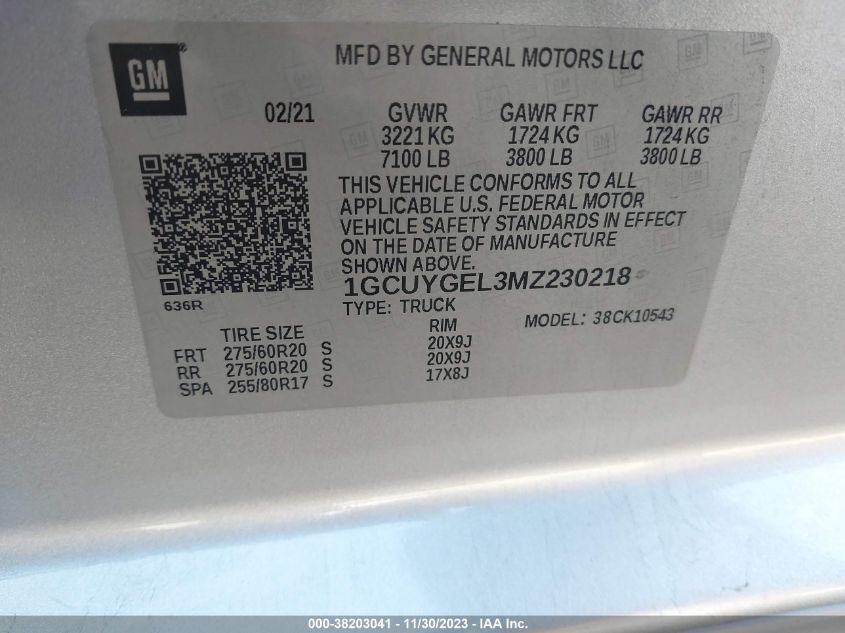 GM
MFD BY GENERAL MOTORS LLC
02/21 GVWR GAWR FRT GAWR RR
3221 KG 1724 KG 1724 KG
7100 LB 3800 LB 3800 LB
THIS VEHICLE CONFORMS TO ALL
APPLICABLE U.S. FEDERAL MOTOR
VEHICLE SAFETY STANDARDS IN EFFECT
ON THE DATE OF MANUFACTURE
SHOWN ABOVE.
1GCUYGEL3MZ230218
636R
TYPE: TRUCK MODEL: 38CK10543
TIRE SIZE RIM
FRT 275/60R20 S 20X9J
RR 275/60R20 S 20X9J
SPA 255/80R17 S 17X8J
000-38203041 - 11/30/2023 - IAA Inc.